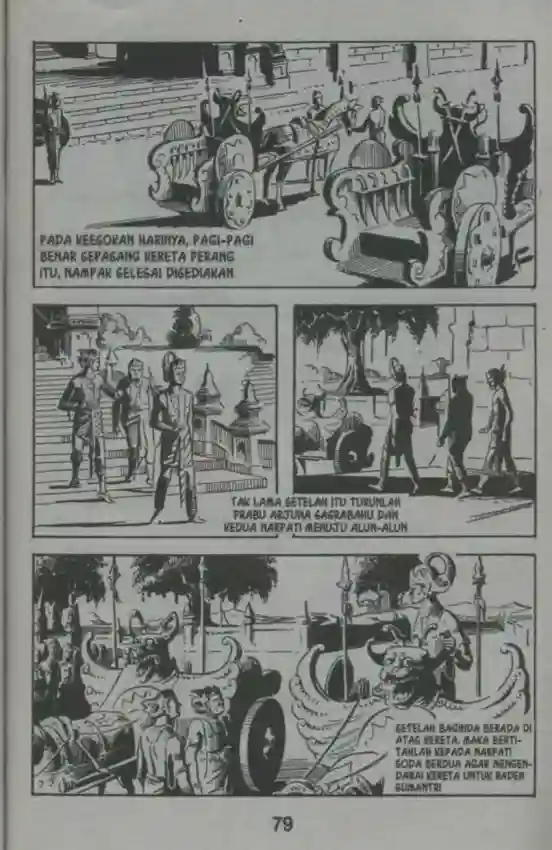 PADA KEESOKAN HARINYA, PAGI-PAGI
BENAR SEPASANG KERETA PERANG
ITU, NAMPAK SELESAI DISEDIAKAN
TAK LAMA SETELAH ITU TURUNLAH
PRABU ARJUNA SASRABAHU DAN
KEDUA NARPATI MENUJU ALUN-ALUN
SETELAH BAGINDA BERADA DI
ATAS KERETA, MAKA BERTI-
TAHLAH KEPADA NARPATI
SODA BERDUA AGAR MENGEN-
DARAI KERETA UNTUK RADEN
SUMANTRI
79